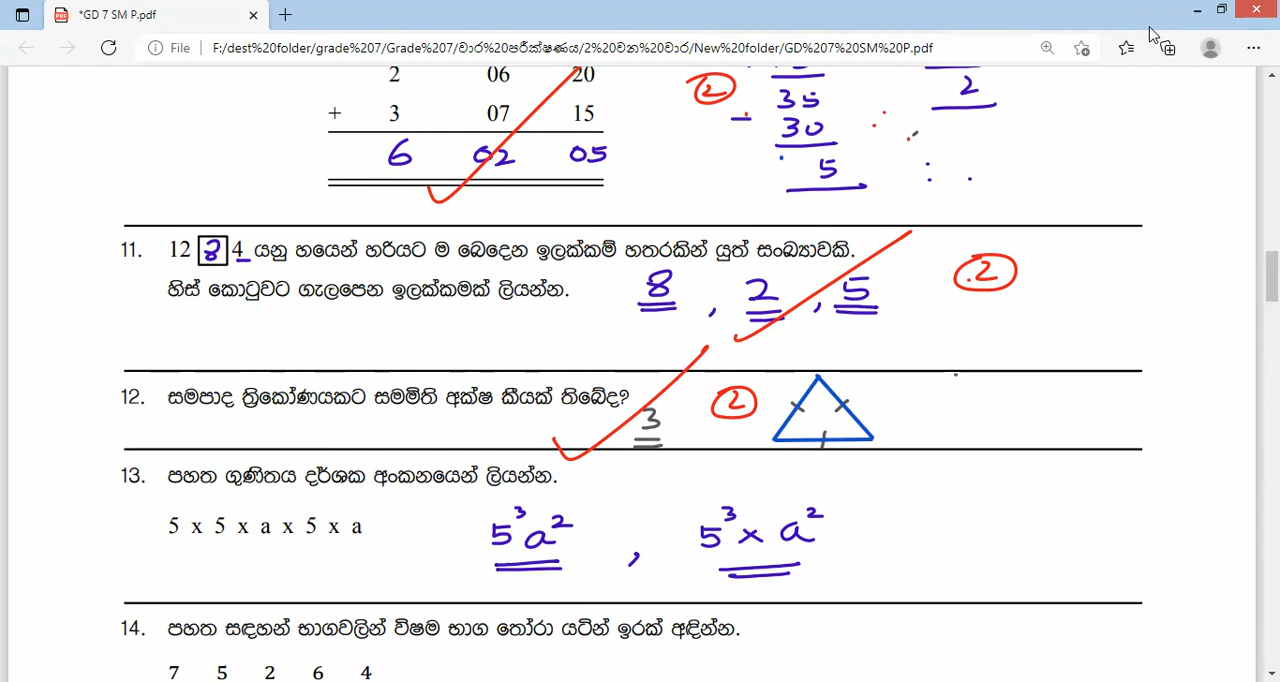 *GD 7 SM P.pdf
File F:/dest%20folder/grade%207/Grade%207/වාර%20පරීක්ෂණය/2%20වන%20වාර/New%20folder/GD%207%20SM%20P.pdf
2 06 20
+ 3 07 15
6 02 05
2
35
– 30
5
2
11. 12 8 4 යනු හයෙන් හරියට ම බෙදෙන ඉලක්කම් හතරකින් යුත් සංඛ්‍යාවකි.
හිස් කොටුවට ගැලපෙන ඉලක්කමක් ලියන්න. 8 , 2 , 5
2
12. සමපාද ත්‍රිකෝණයකට සමමිති අක්ෂ කීයක් තිබේද? 3
2
13. පහත ගුණිතය දර්ශක අංකනයෙන් ලියන්න.
5 x 5 x a x 5 x a 5³a² , 5³ × a²
14. පහත සඳහන් භාගවලින් විෂම භාග තෝරා යටින් ඉරක් අඳින්න.
7 5 2 6 4